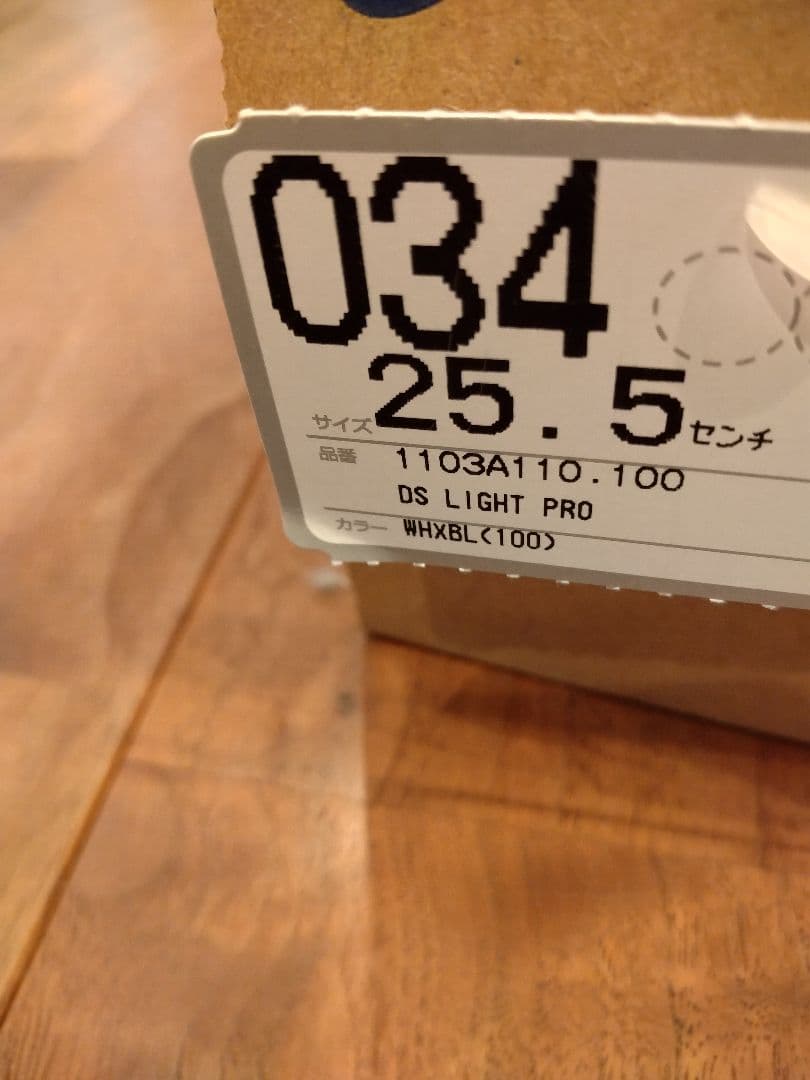 034
サイズ 25.5 センチ
品番 1103A110.100
DS LIGHT PRO
カラー WHXBL(100)